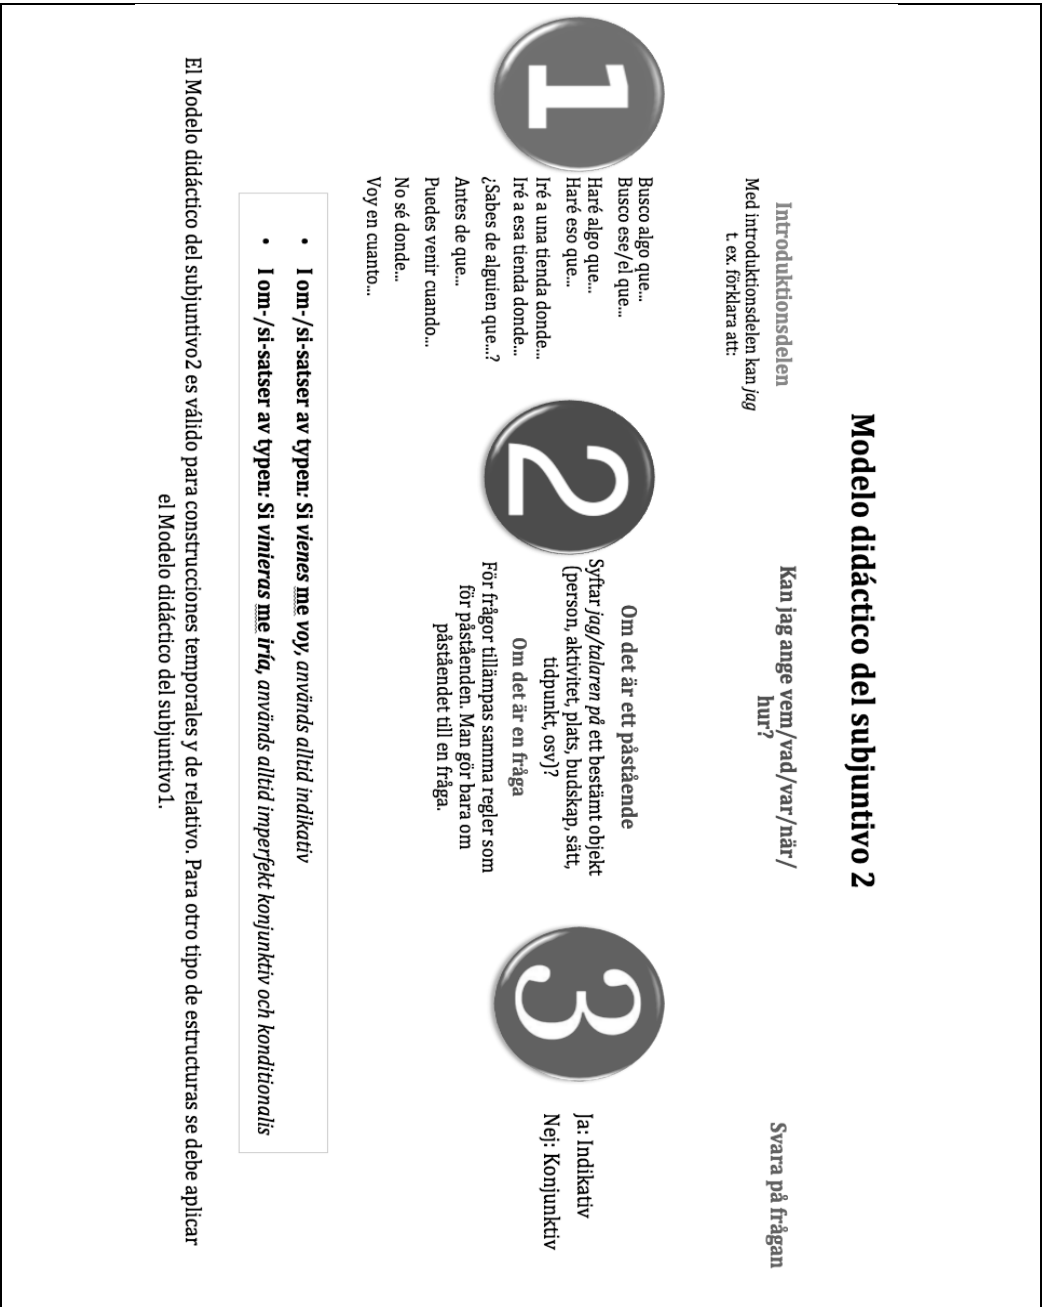 Modelo didáctico del subjuntivo 2
Introduktionsdelen
Med introduktionsdelen kan jag
t. ex. förklara att:
1
Busco algo que...
Busco ese/el que...
Haré algo que...
Haré eso que...
Iré a una tienda donde...
Iré a esa tienda donde...
¿Sabes de alguien que...?
Antes de que...
Puedes venir cuando...
No sé donde...
Voy en cuanto...
Kan jag ange vem/vad/var/när/
hur?
2
Om det är ett påstående
Syftar jag/talaren på ett bestämt objekt
(person, aktivitet, plats, budskap, sätt,
tidpunkt, osv)?
Om det är en fråga
För frågor tillämpas samma regler som
för påståenden. Man gör bara om
påståendet till en fråga.
Svara på frågan
3
Ja: Indikativ
Nej: Konjunktiv
• I om-/si-satser av typen: Si vienes me voy, används alltid indikativ
• I om-/si-satser av typen: Si vinieras me iría, används alltid imperfekt konjunktiv och konditionalis
El Modelo didáctico del subjuntivo2 es válido para construcciones temporales y de relativo. Para otro tipo de estructuras se debe aplicar
el Modelo didáctico del subjuntivo1.